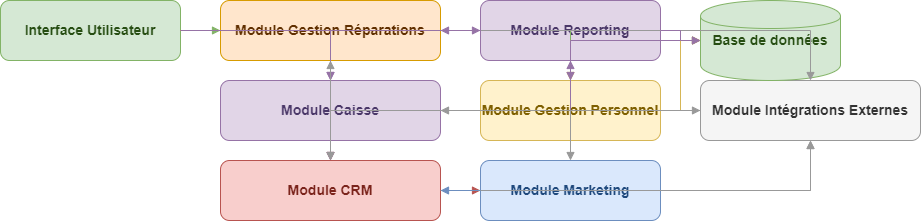 Interface Utilisateur
Module Gestion Réparations
Module Reporting
Base de données
Module Caisse
Module Gestion Personnel
Module Intégrations Externes
Module CRM
Module Marketing